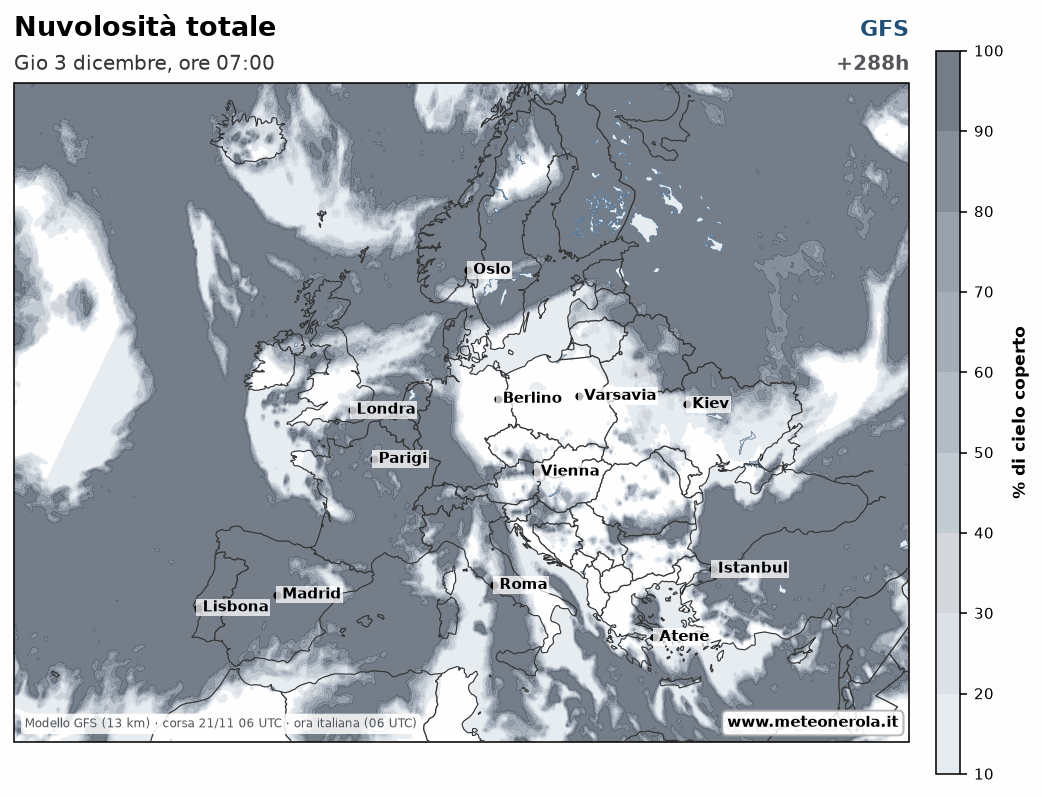 Nuvolosità totale
GFS
Gio 3 dicembre, ore 07:00
+288h
100
90
80
70
60
50
40
30
20
10
% di cielo coperto
Oslo
Berlino
Varsavia
Kiev
Londra
Parigi
Vienna
Istanbul
Roma
Madrid
Lisbona
Atene
Modello GFS (13 km) · corsa 21/11 06 UTC · ora italiana (06 UTC)
www.meteonerola.it